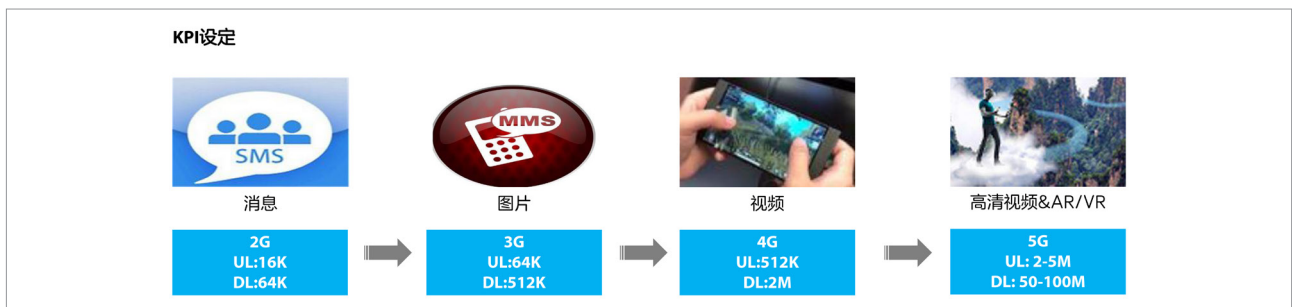 KPI设定
SMS
MMS
消息
图片
视频
高清视频&AR/VR
2G
UL:16K
DL:64K
3G
UL:64K
DL:512K
4G
UL:512K
DL:2M
5G
UL: 2-5M
DL: 50-100M